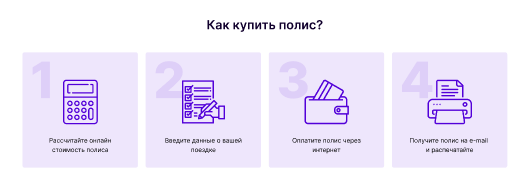 Как купить полис?
1
Рассчитайте онлайн
стоимость полиса
2
Введите данные о вашей
поездке
3
Оплатите полис через
интернет
4
Получите полис на e-mail
и распечатайте